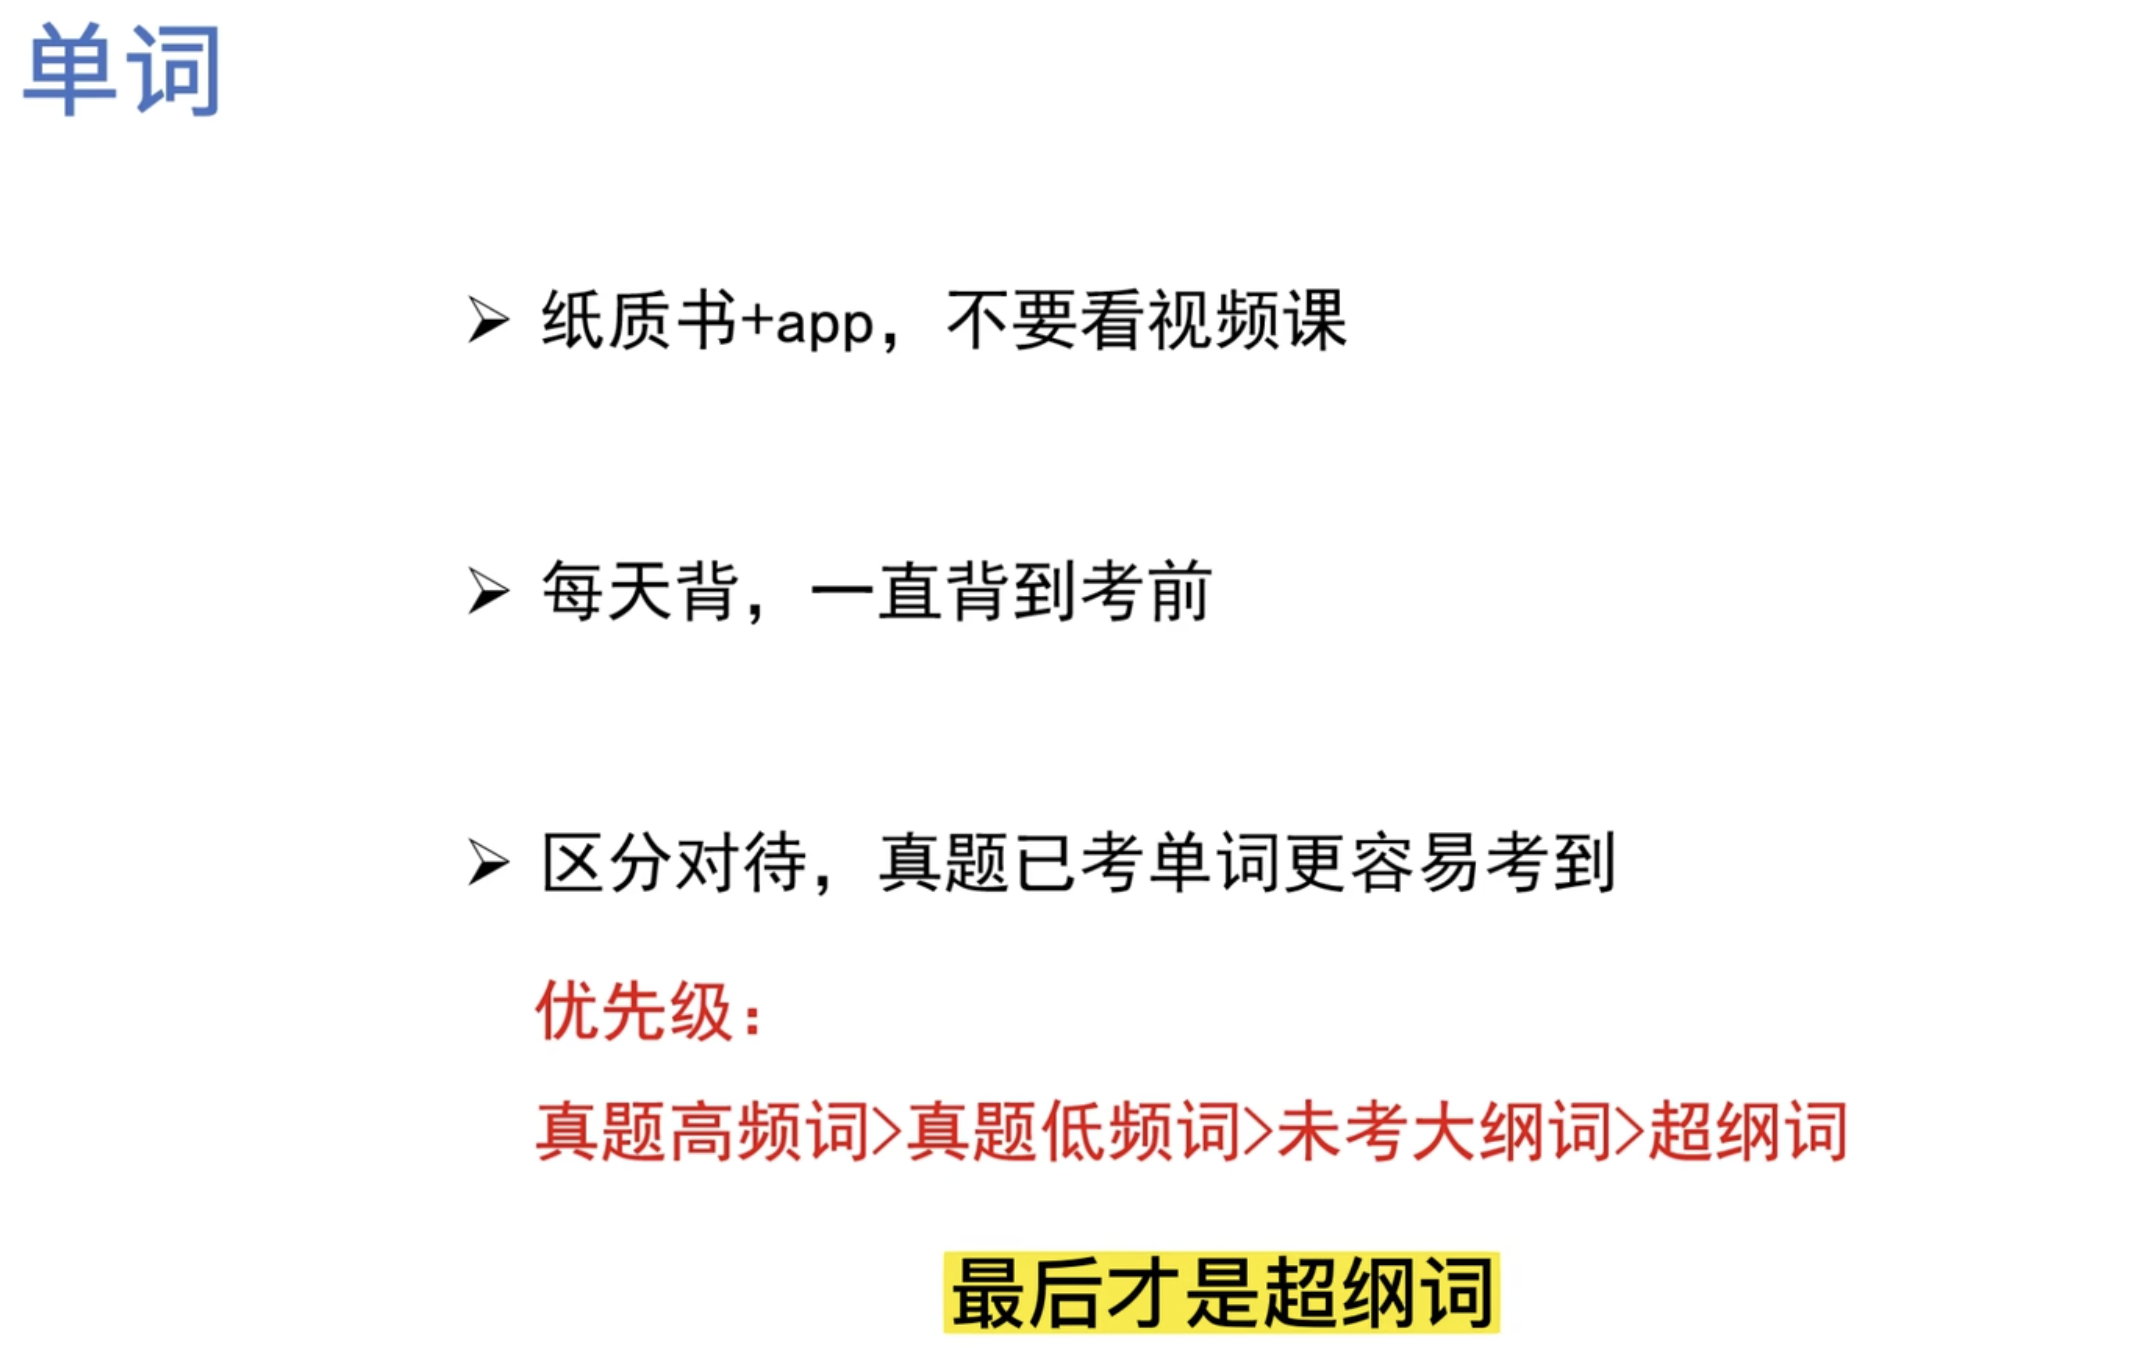 单词
➢ 纸质书+app，不要看视频课
➢ 每天背，一直背到考前
➢ 区分对待，真题已考单词更容易考到
优先级：
真题高频词>真题低频词>未考大纲词>超纲词
最后才是超纲词